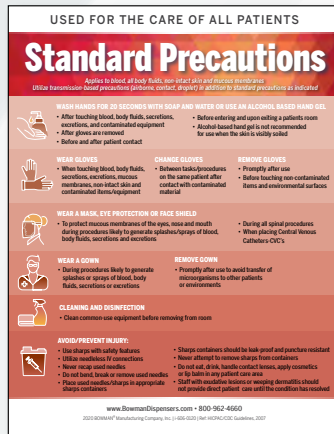 USED FOR THE CARE OF ALL PATIENTS
Standard Precautions
Applies to blood, all body fluids, non-intact skin and mucous membranes
Utilize transmission-based precautions (airborne, contact, droplet) in addition to standard precautions as indicated
WASH HANDS FOR 20 SECONDS WITH SOAP AND WATER OR USE AN ALCOHOL BASED HAND GEL
• After touching blood, body fluids, secretions,
excretions, and contaminated equipment
• After gloves are removed
• Before and after patient contact
• Before entering and upon exiting a patients room
• Alcohol-based hand gel is not recommended
for use when the skin is visibly soiled
WEAR GLOVES
• When touching blood, body fluids,
secretions, excretions, mucous
membranes, non-intact skin and
contaminated items/equipment
CHANGE GLOVES
• Between tasks/procedures
on the same patient after
contact with contaminated
material
REMOVE GLOVES
• Promptly after use
• Before touching non-contaminated
items and environmental surfaces
WEAR A MASK, EYE PROTECTION OR FACE SHIELD
• To protect mucous membranes of the eyes, nose and mouth
during procedures likely to generate splashes/sprays of blood,
body fluids, secretions and excretions
• During all spinal procedures
• When placing Central Venous
Catheters-CVC's
WEAR A GOWN
• During procedures likely to generate
splashes or sprays of blood, body
fluids, secretions or excretions
REMOVE GOWN
• Promptly after use to avoid transfer of
microorganisms to other patients
or environments
CLEANING AND DISINFECTION
• Clean common-use equipment before removing from room
AVOID/PREVENT INJURY:
• Use sharps with safety features
• Utilize needleless IV connections
• Never recap used needles
• Do not bend, break or remove used needles
• Place used needles/sharps in appropriate
sharps containers
• Sharps containers should be leak-proof and puncture resistant
• Never attempt to remove sharps from containers
• Do not eat, drink, handle contact lenses, apply cosmetics
or lip balm in any patient care area
• Staff with exudative lesions or weeping dermatitis should
not provide direct patient care until the condition has resolved
www.BowmanDispensers.com • 800-962-4660